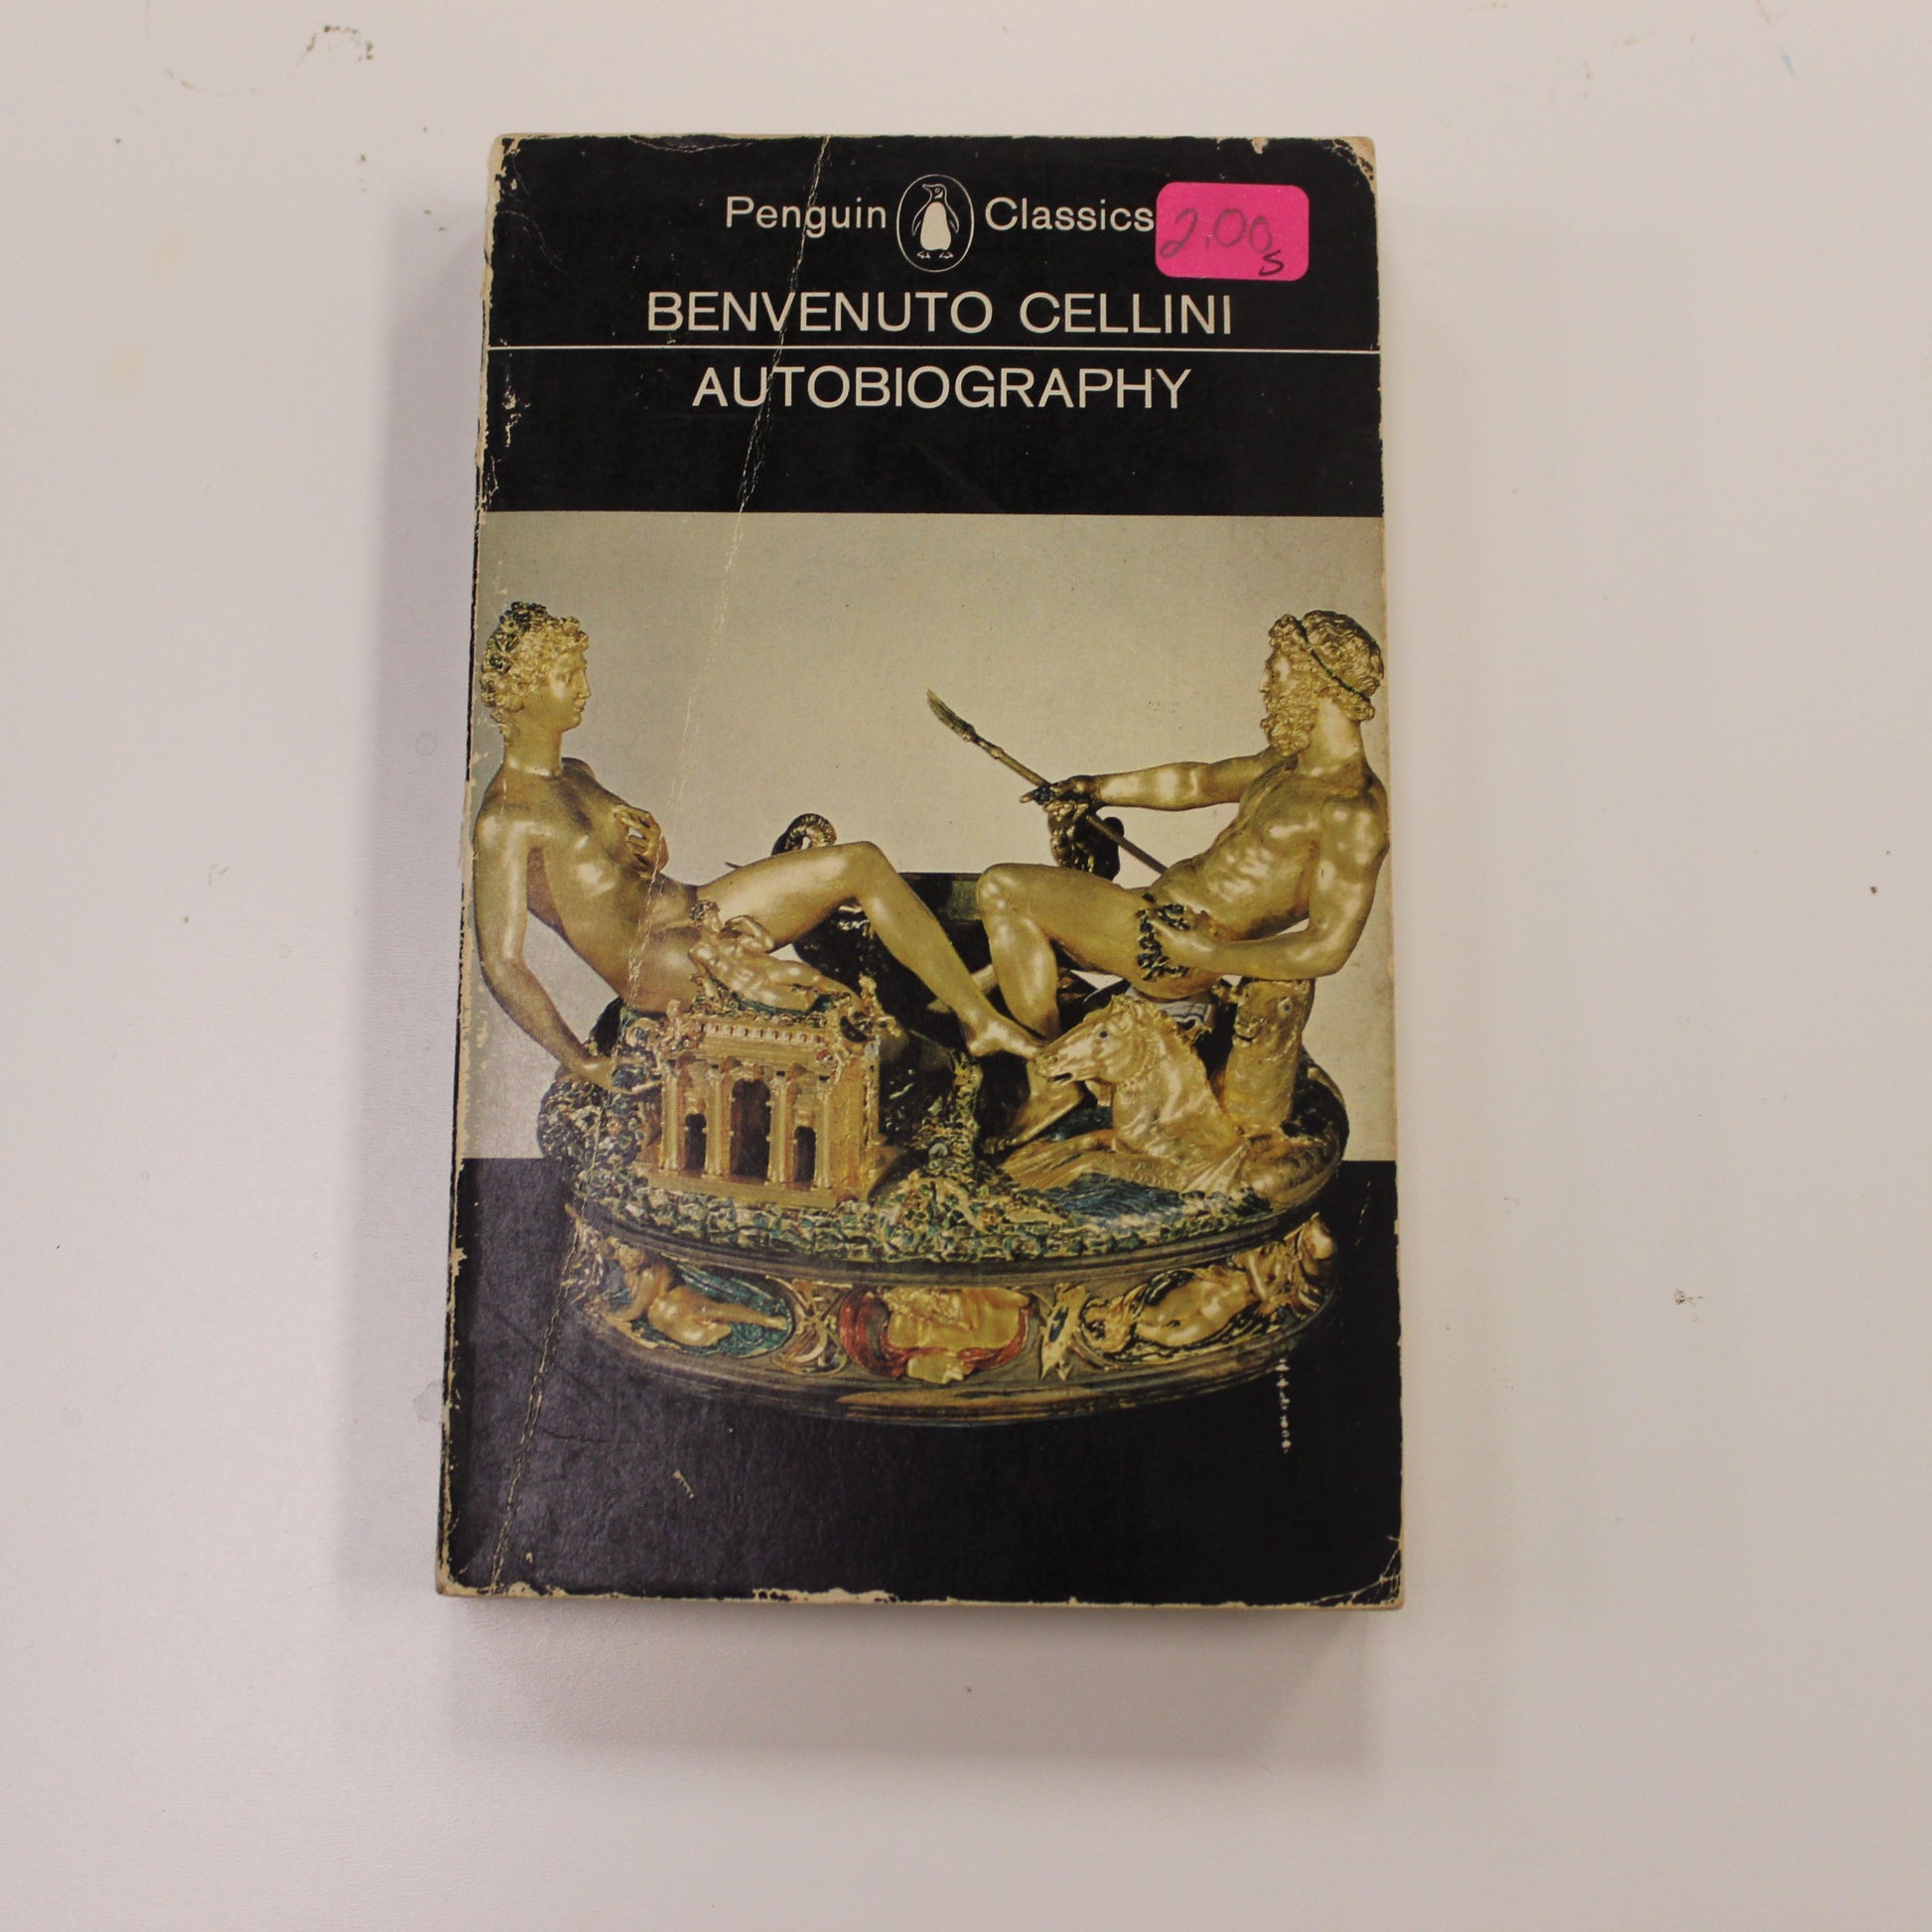 Penguin Classics
2.00
S
BENVENUTO CELLINI
AUTOBIOGRAPHY